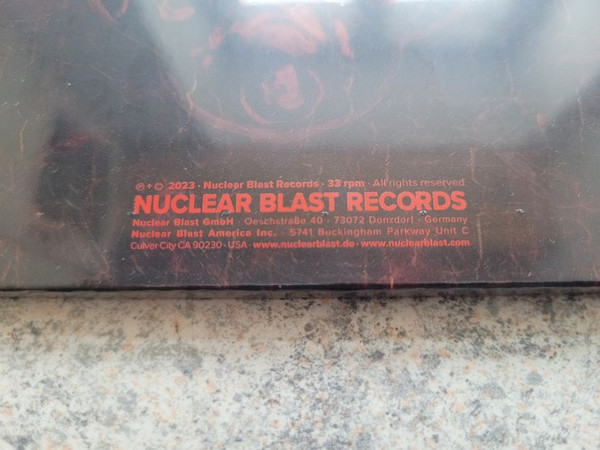 ℗+© 2023 · Nuclear Blast Records · 33 rpm · All rights reserved
NUCLEAR BLAST RECORDS
Nuclear Blast GmbH · Oeschstraße 40 · 73072 Donzdorf · Germany
Nuclear Blast America Inc. · 5741 Buckingham Parkway Unit C
Culver City CA 90230 · USA · www.nuclearblast.de · www.nuclearblast.com